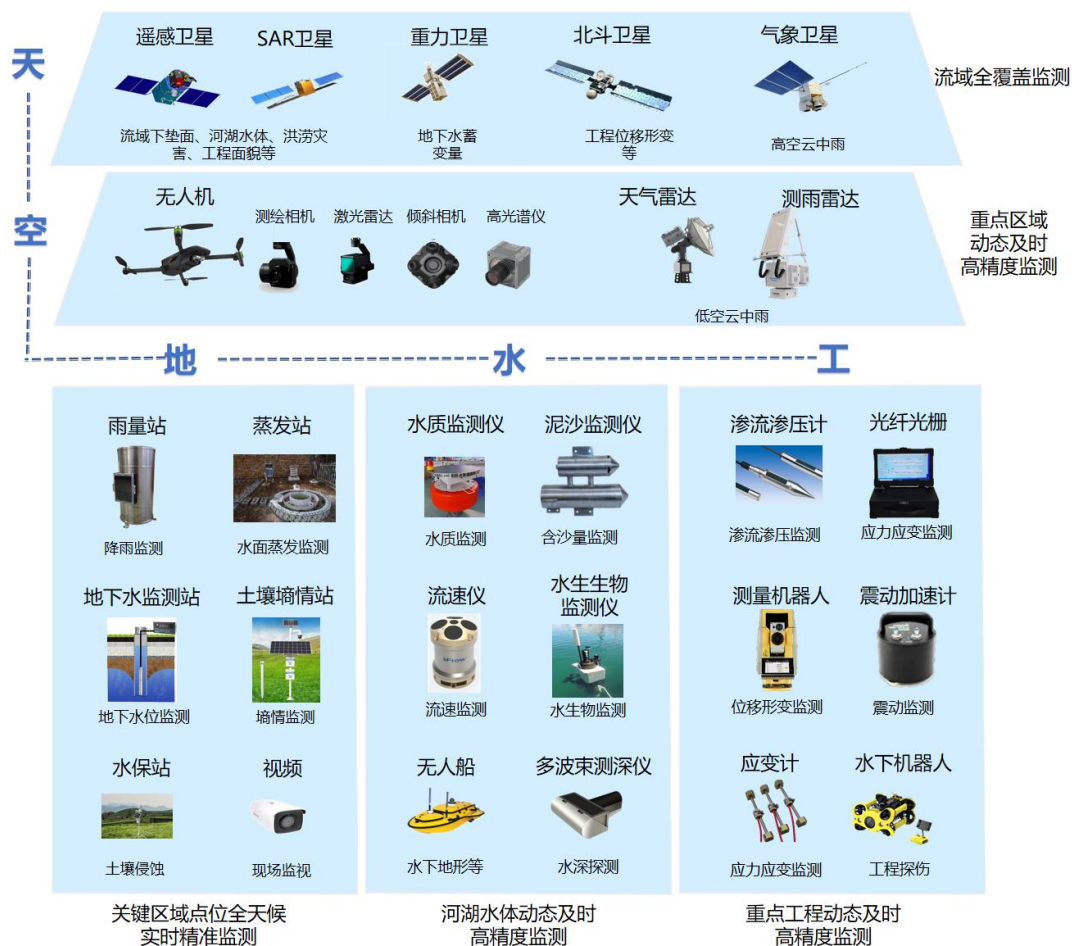 天
遥感卫星
SAR卫星
重力卫星
北斗卫星
气象卫星
流域下垫面、河湖水体、洪涝灾
害、工程面貌等
地下水蓄
变量
工程位移形变
等
高空云中雨
流域全覆盖监测
空
无人机
测绘相机
激光雷达
倾斜相机
高光谱仪
天气雷达
测雨雷达
低空云中雨
重点区域
动态及时
高精度监测
地
水
工
雨量站
蒸发站
降雨监测
水面蒸发监测
地下水监测站
土壤墒情站
地下水位监测
墒情监测
水保站
视频
土壤侵蚀
现场监视
关键区域点位全天候
实时精准监测
水质监测仪
泥沙监测仪
水质监测
含沙量监测
流速仪
水生生物
监测仪
流速监测
水生物监测
无人船
多波束测深仪
水下地形等
水深探测
河湖水体动态及时
高精度监测
渗流渗压计
光纤光栅
渗流渗压监测
应力应变监测
测量机器人
震动加速计
位移形变监测
震动监测
应变计
水下机器人
应力应变监测
工程探伤
重点工程动态及时
高精度监测